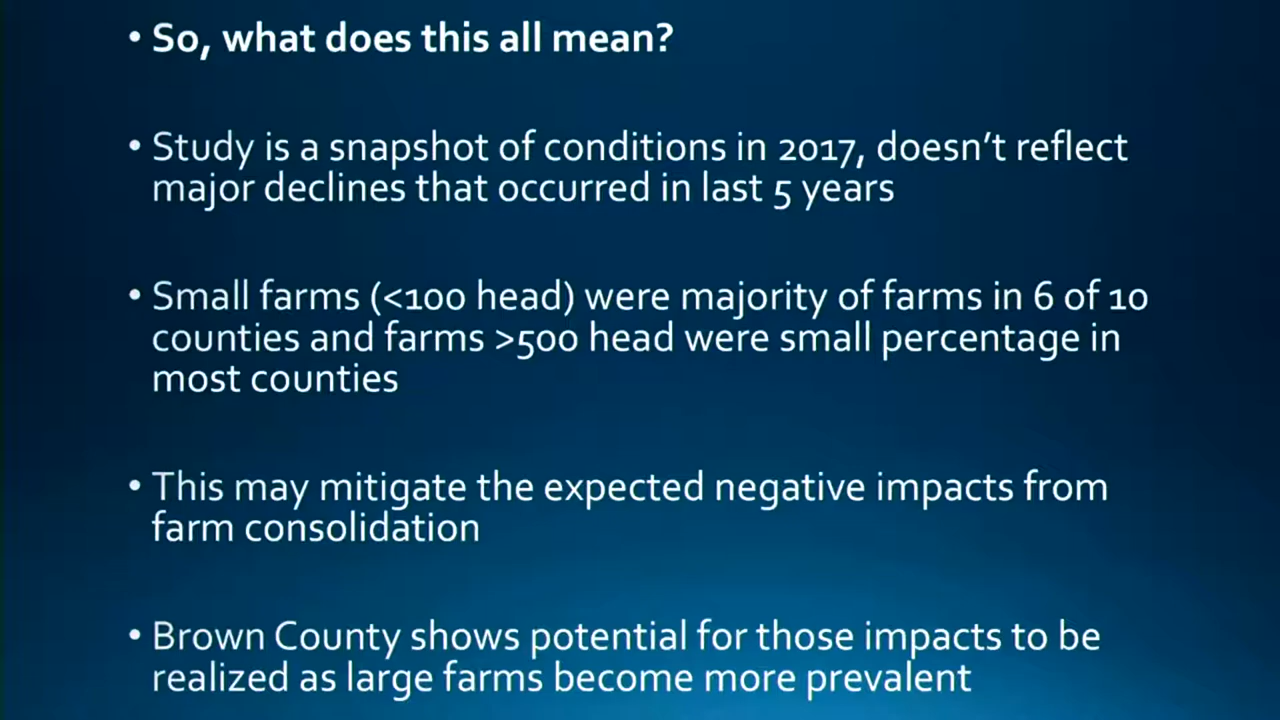 • So, what does this all mean?
• Study is a snapshot of conditions in 2017, doesn't reflect
major declines that occurred in last 5 years
• Small farms (<100 head) were majority of farms in 6 of 10
counties and farms >500 head were small percentage in
most counties
• This may mitigate the expected negative impacts from
farm consolidation
• Brown County shows potential for those impacts to be
realized as large farms become more prevalent